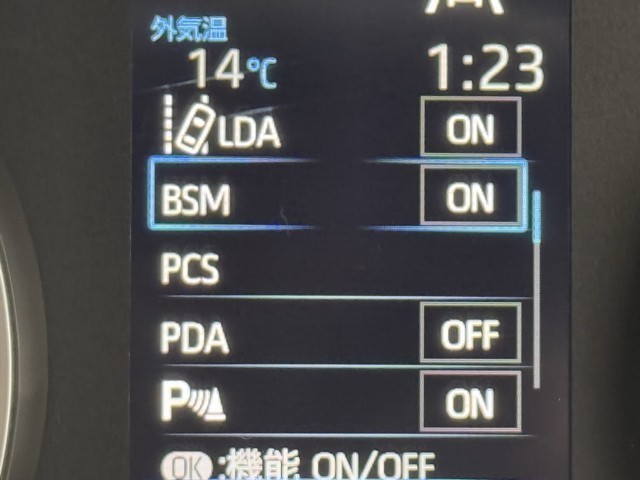 外気温
14℃ 1:23
LDA ON
BSM ON
PCS
PDA OFF
P ON
OK :機能 ON/OFF